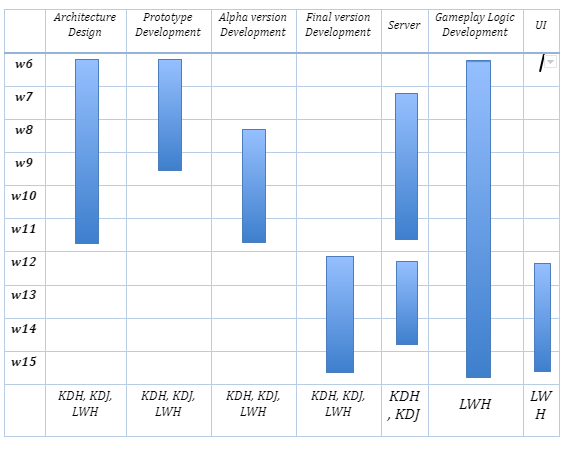 Architecture Design
Prototype Development
Alpha version Development
Final version Development
Server
Gameplay Logic Development
UI
w6
w7
w8
w9
w10
w11
w12
w13
w14
w15
KDH, KDJ, LWH
KDH, KDJ, LWH
KDH, KDJ, LWH
KDH, KDJ, LWH
KDH , KDJ
LWH
LW H